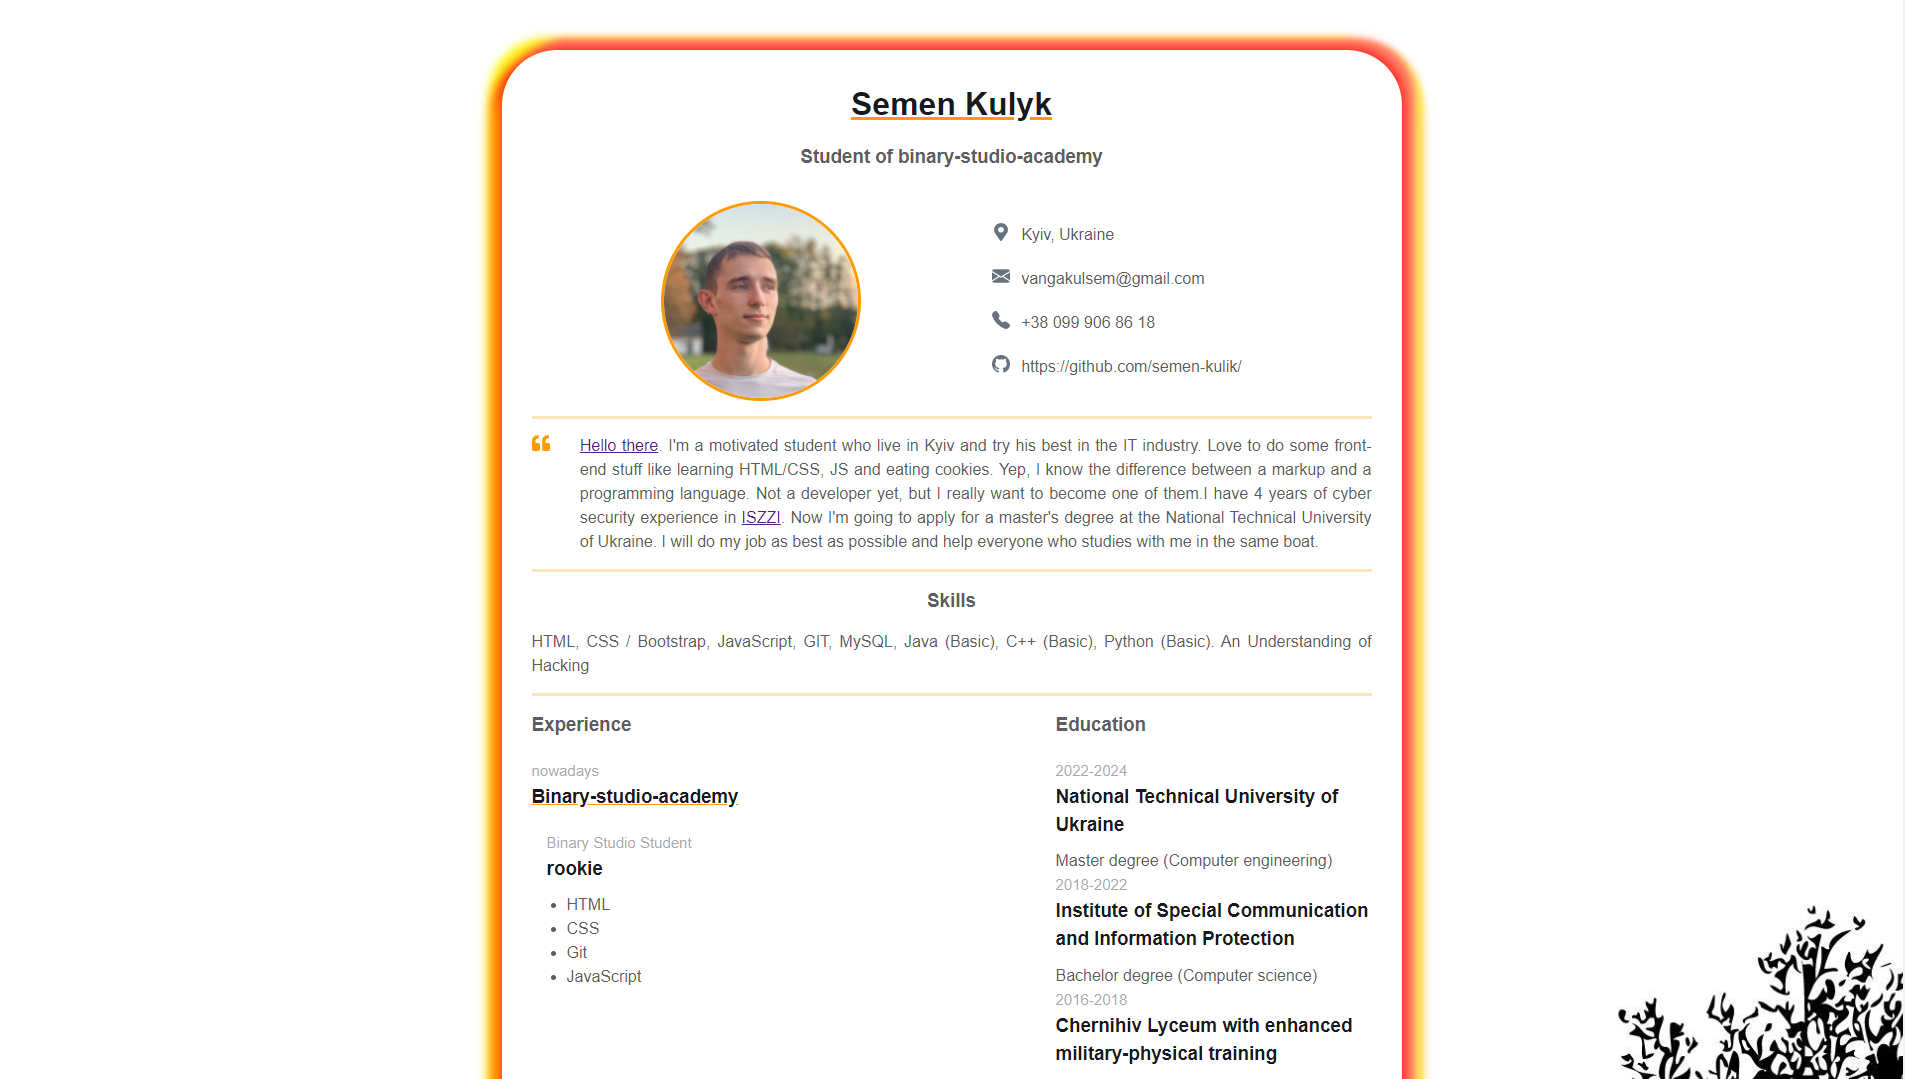 Semen Kulyk
Student of binary-studio-academy
Kyiv, Ukraine
vangakulsem@gmail.com
+38 099 906 86 18
https://github.com/semen-kulik/
Hello there. I'm a motivated student who live in Kyiv and try his best in the IT industry. Love to do some front-
end stuff like learning HTML/CSS, JS and eating cookies. Yep, I know the difference between a markup and a
programming language. Not a developer yet, but I really want to become one of them.I have 4 years of cyber
security experience in ISZZI. Now I'm going to apply for a master's degree at the National Technical University
of Ukraine. I will do my job as best as possible and help everyone who studies with me in the same boat.
Skills
HTML, CSS / Bootstrap, JavaScript, GIT, MySQL, Java (Basic), C++ (Basic), Python (Basic). An Understanding of
Hacking
Experience
nowadays
Binary-studio-academy
Binary Studio Student
rookie
• HTML
• CSS
• Git
• JavaScript
Education
2022-2024
National Technical University of
Ukraine
Master degree (Computer engineering)
2018-2022
Institute of Special Communication
and Information Protection
Bachelor degree (Computer science)
2016-2018
Chernihiv Lyceum with enhanced
military-physical training